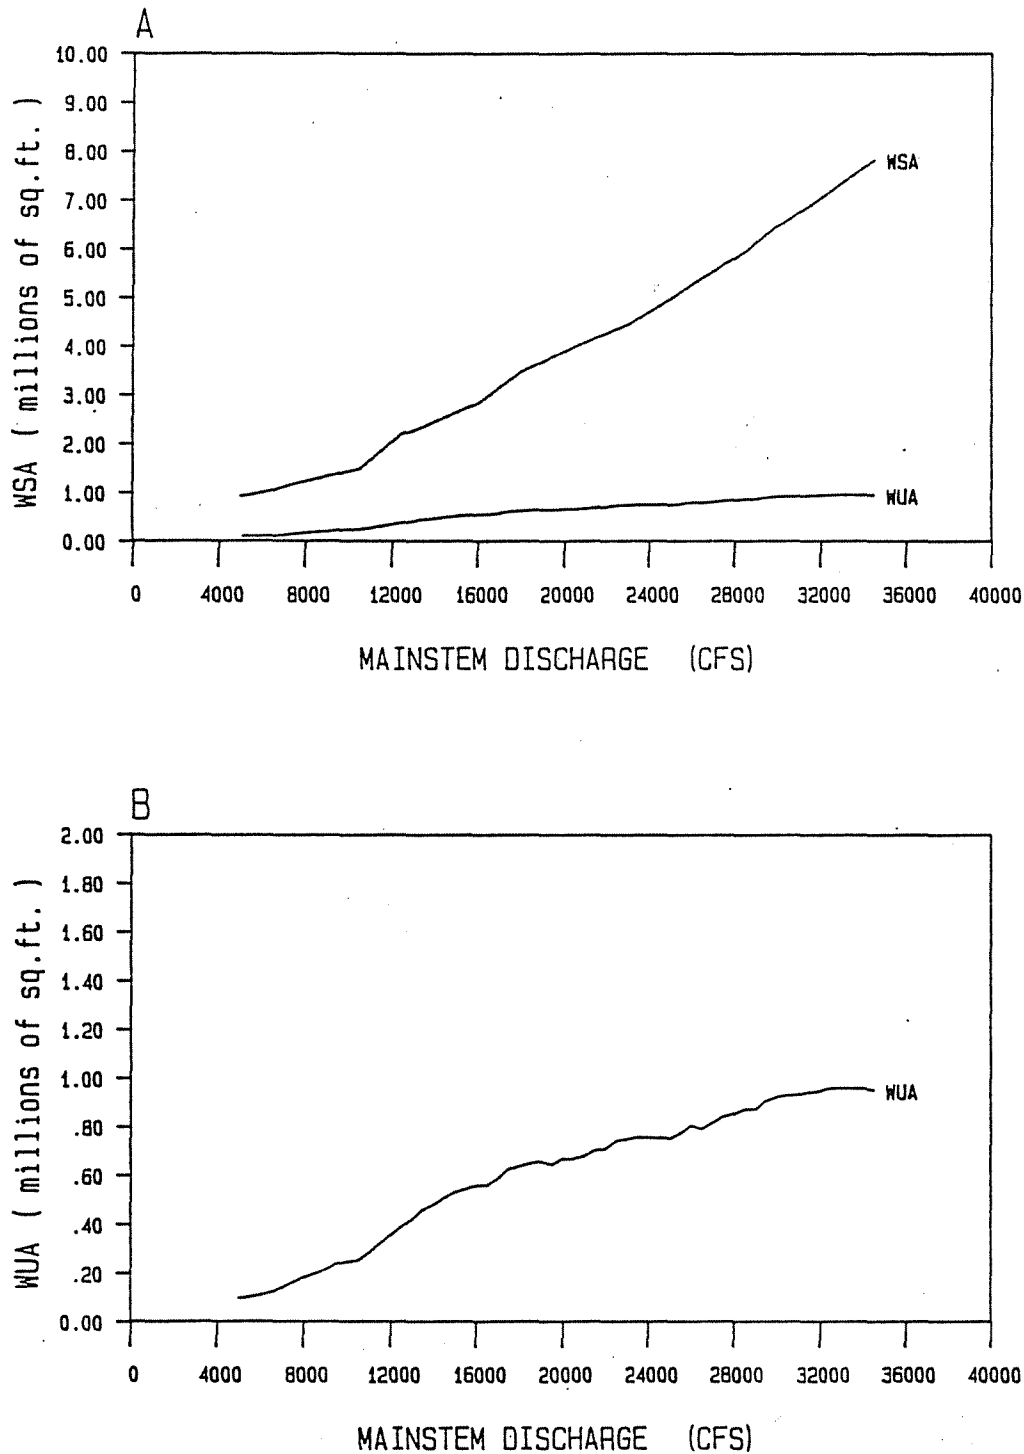 A
WSA ( millions of sq.ft. )
10.00
9.00
8.00
7.00
6.00
5.00
4.00
3.00
2.00
1.00
0.00
WSA
WUA
0 4000 8000 12000 16000 20000 24000 28000 32000 36000 40000
MAINSTEM DISCHARGE (CFS)
B
WUA ( millions of sq.ft. )
2.00
1.80
1.60
1.40
1.20
1.00
.80
.60
.40
.20
0.00
WUA
0 4000 8000 12000 16000 20000 24000 28000 32000 36000 40000
MAINSTEM DISCHARGE (CFS)